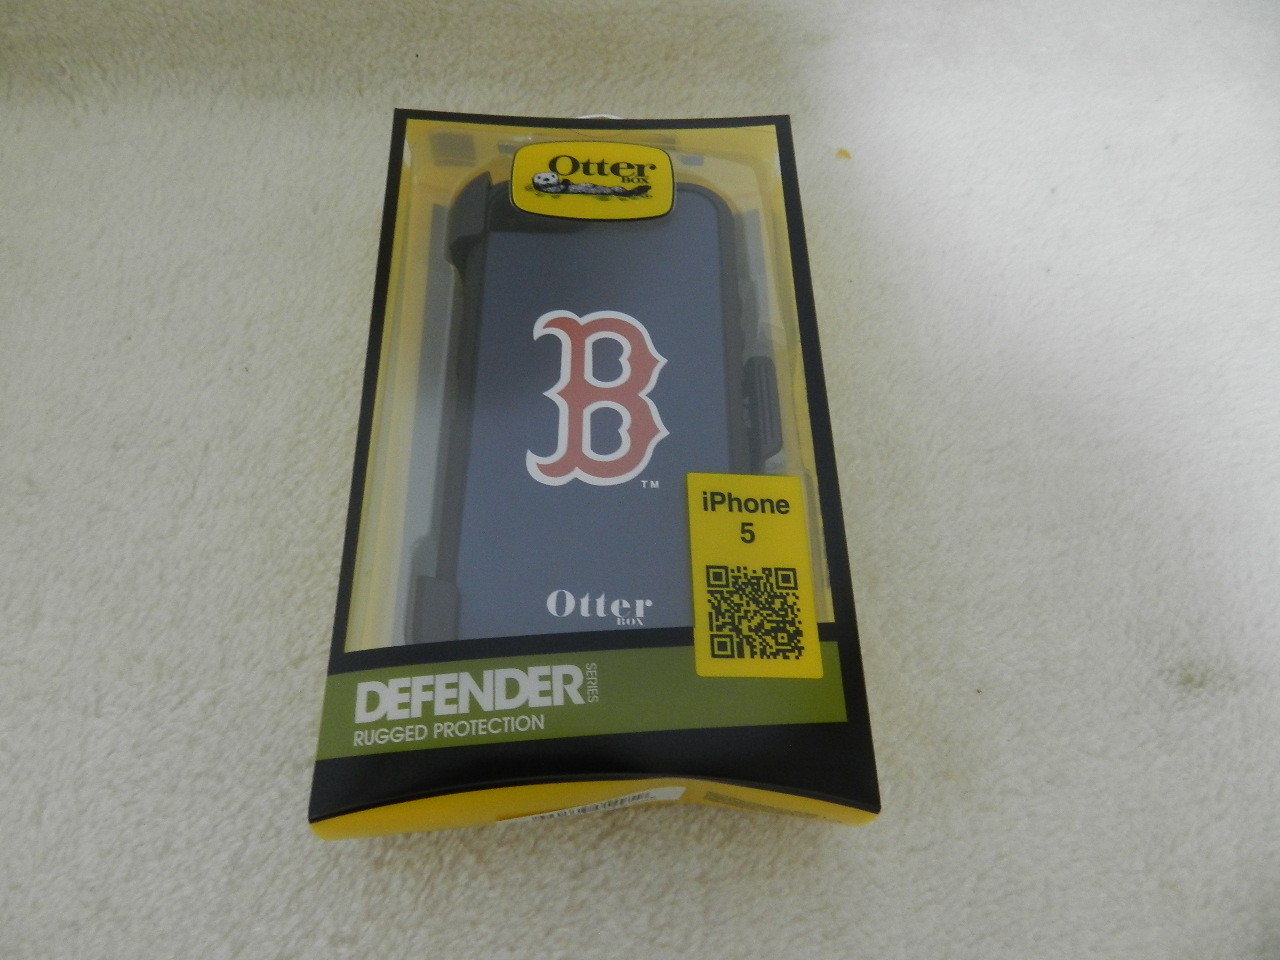 Otter
BOX
B
TM
iPhone
5
Otter
BOX
DEFENDER SERIES
RUGGED PROTECTION